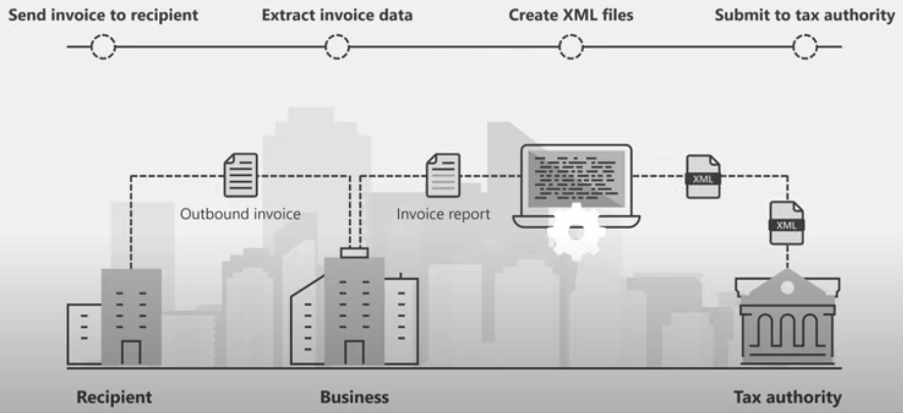 Send invoice to recipient
Extract invoice data
Create XML files
Submit to tax authority
Outbound invoice
Invoice report
XML
XML
Recipient
Business
Tax authority